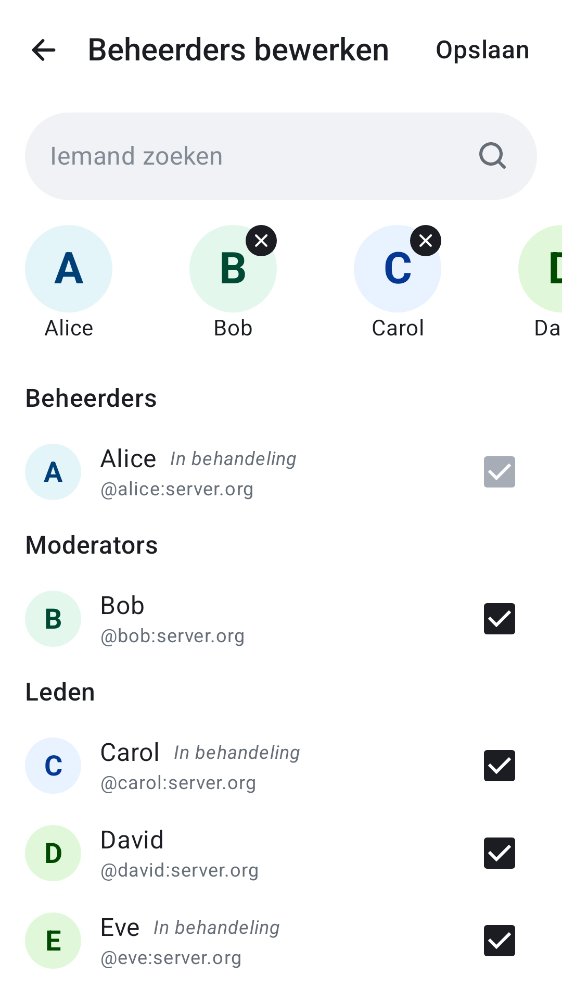 Beheerders bewerken Opslaan
Iemand zoeken
A B C D
Alice Bob Carol Da
Beheerders
A Alice In behandeling
@alice:server.org
Moderators
B Bob
@bob:server.org
Leden
C Carol In behandeling
@carol:server.org
D David
@david:server.org
E Eve In behandeling
@eve:server.org